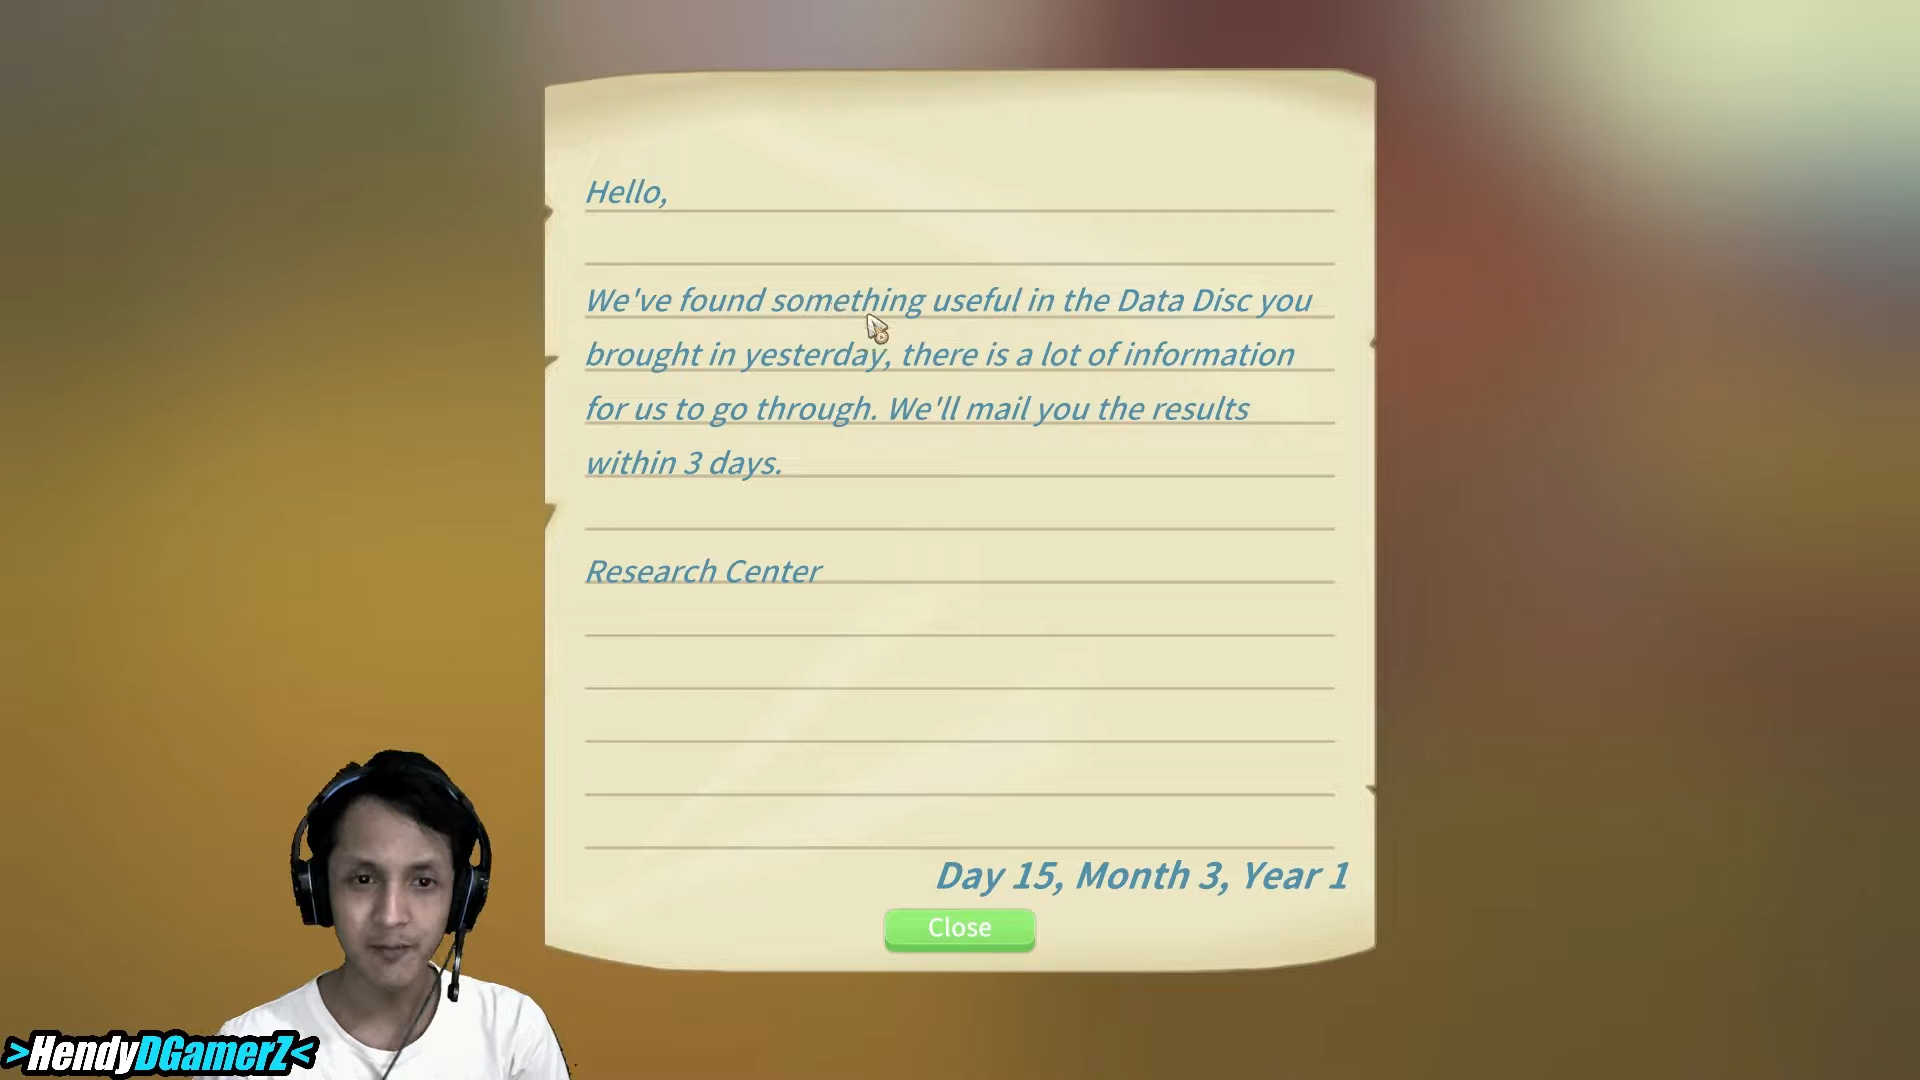 Hello,
We've found something useful in the Data Disc you
brought in yesterday, there is a lot of information
for us to go through. We'll mail you the results
within 3 days.
Research Center
Day 15, Month 3, Year 1
Close
>HendyDGamerZ<